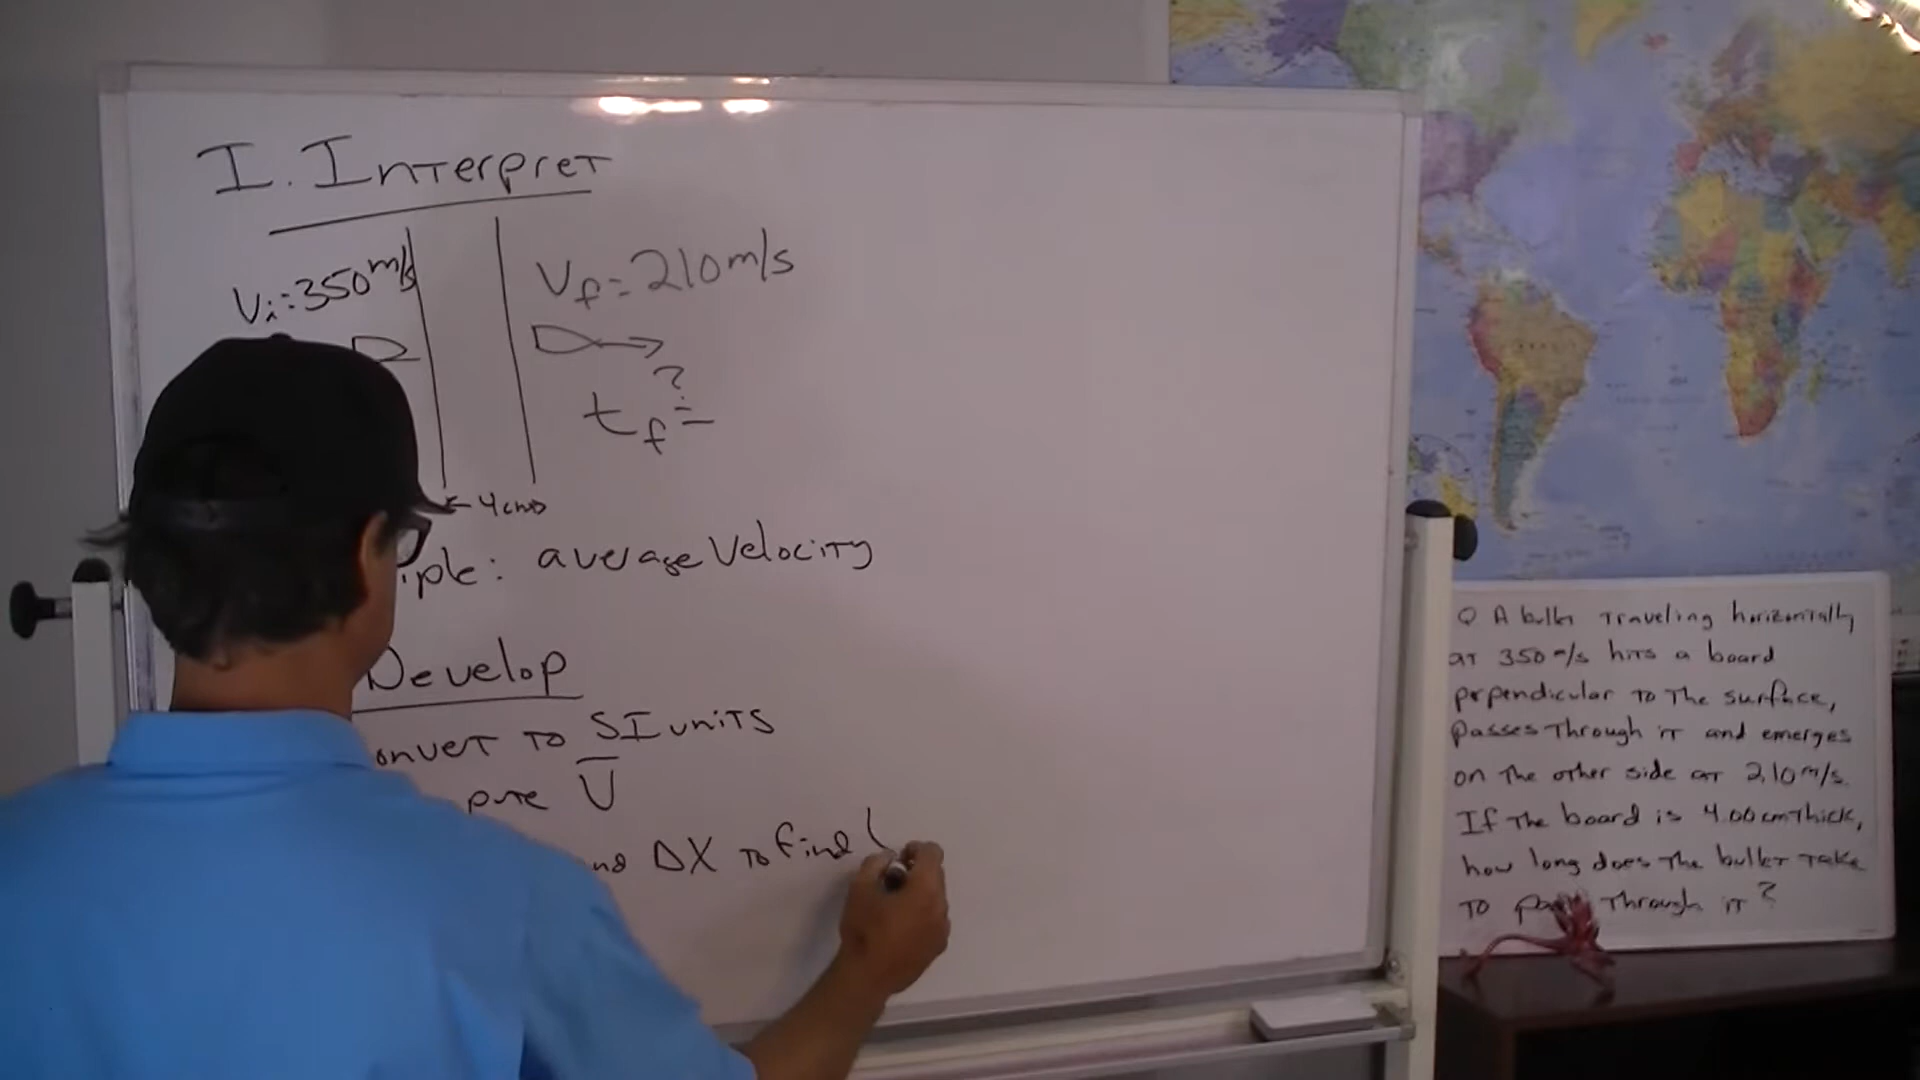 I. Interpret
Vi = 350 m/s
Vf = 210 m/s
?
tf =
← 4cm→
iple: average Velocity
Develop
onvert to SI units
pute V̅
and ΔX to find t
Q A bullet traveling horizontally
at 350 m/s hits a board
perpendicular to the surface,
passes through it and emerges
on the other side at 210 m/s.
If the board is 4.00 cm thick,
how long does the bullet take
to pass through it?